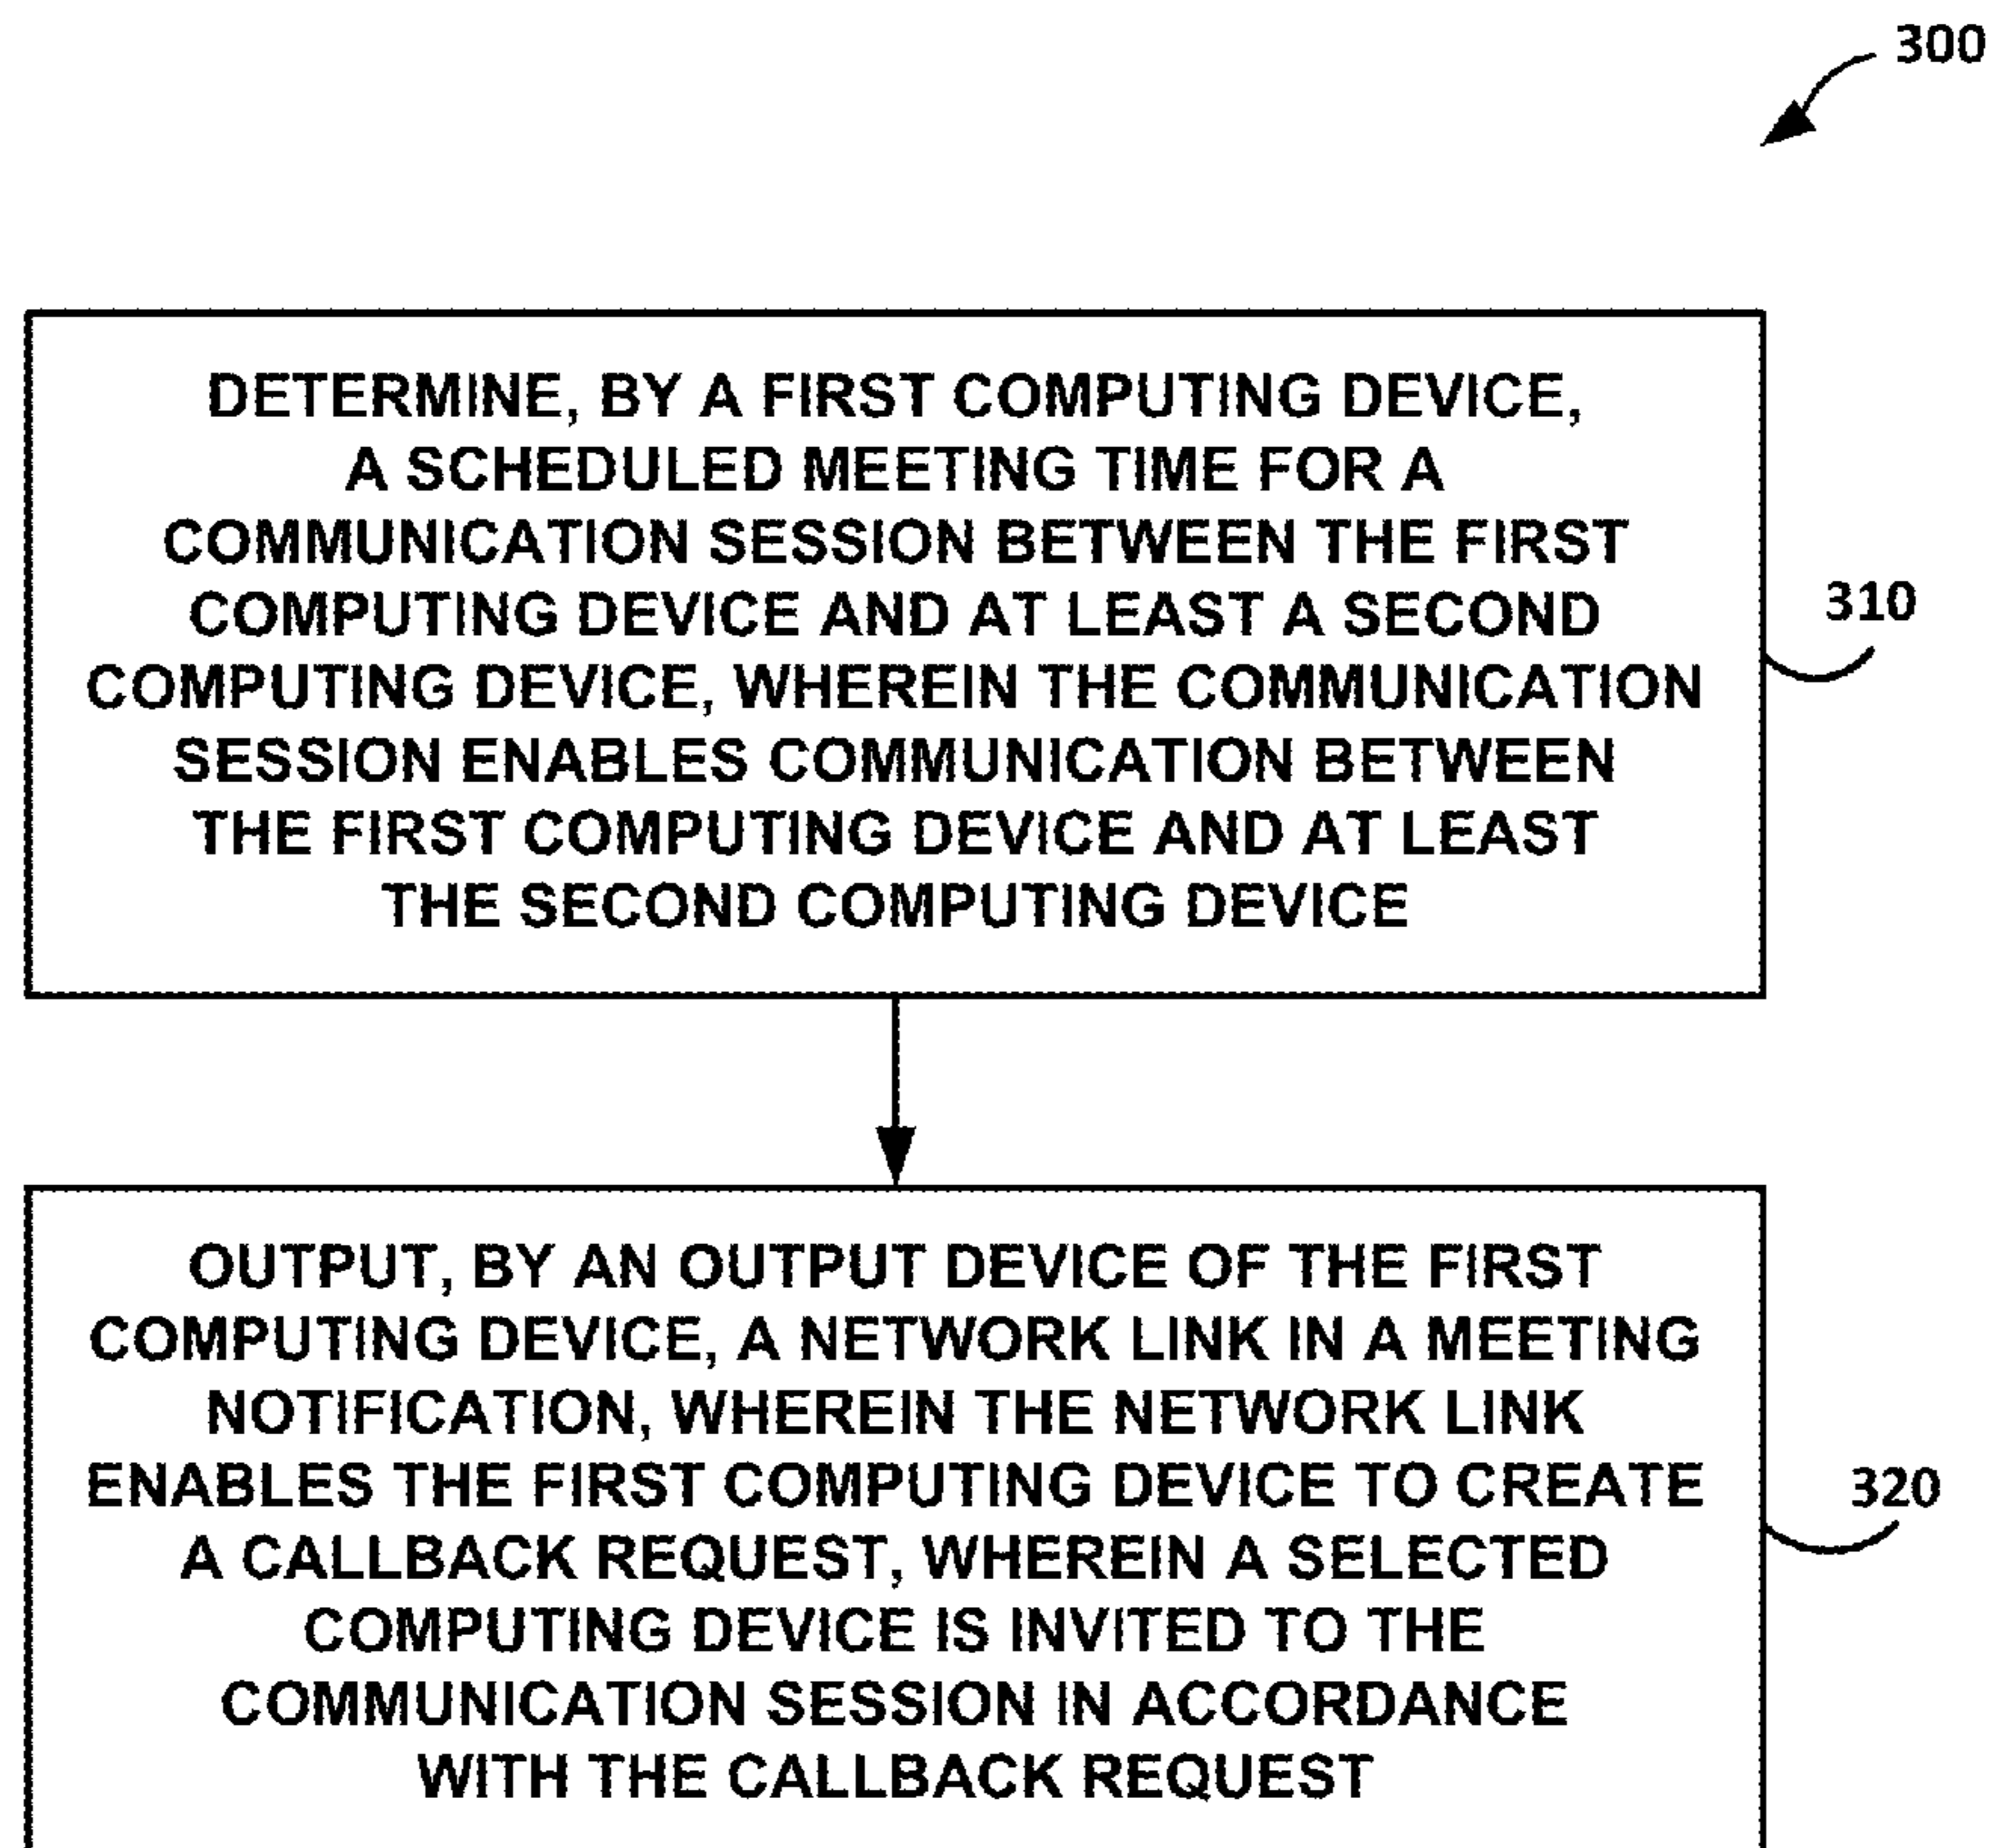 300
DETERMINE, BY A FIRST COMPUTING DEVICE,
A SCHEDULED MEETING TIME FOR A
COMMUNICATION SESSION BETWEEN THE FIRST
COMPUTING DEVICE AND AT LEAST A SECOND
COMPUTING DEVICE, WHEREIN THE COMMUNICATION
SESSION ENABLES COMMUNICATION BETWEEN
THE FIRST COMPUTING DEVICE AND AT LEAST
THE SECOND COMPUTING DEVICE
310
OUTPUT, BY AN OUTPUT DEVICE OF THE FIRST
COMPUTING DEVICE, A NETWORK LINK IN A MEETING
NOTIFICATION, WHEREIN THE NETWORK LINK
ENABLES THE FIRST COMPUTING DEVICE TO CREATE
A CALLBACK REQUEST, WHEREIN A SELECTED
COMPUTING DEVICE IS INVITED TO THE
COMMUNICATION SESSION IN ACCORDANCE
WITH THE CALLBACK REQUEST
320